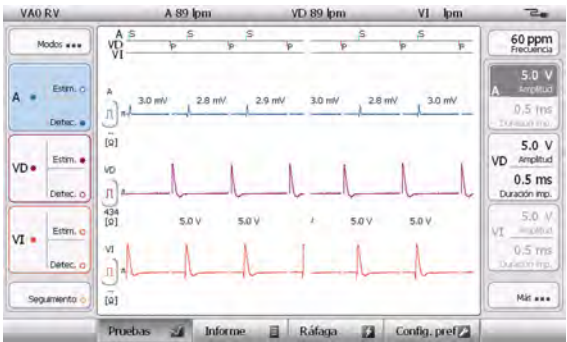 VA0 RV A 89 lpm VD 89 lpm VI lpm
Modos
60 ppm
Frecuencia
A
VD
VI
S S S S S
P P P P P P
A
Estim.
Detec.
VD
Estim.
Detec.
VI
Estim.
Detec.
Seguimiento
A
3.0 mV 2.8 mV 2.9 mV 3.0 mV 2.8 mV 3.0 mV
[Ω]
VD
434
[Ω]
5.0 V 5.0 V 5.0 V 5.0 V
VI
[Ω]
5.0 V
A Amplitud
0.5 ms
Duración imp.
5.0 V
VD Amplitud
0.5 ms
Duración imp.
5.0 V
VI Amplitud
0.5 ms
Duración imp.
Más
Pruebas Informe Ráfaga Config. pref